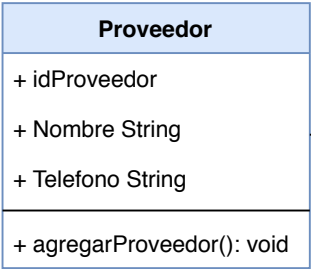 Proveedor
+ idProveedor
+ Nombre String
+ Telefono String
+ agregarProveedor(): void